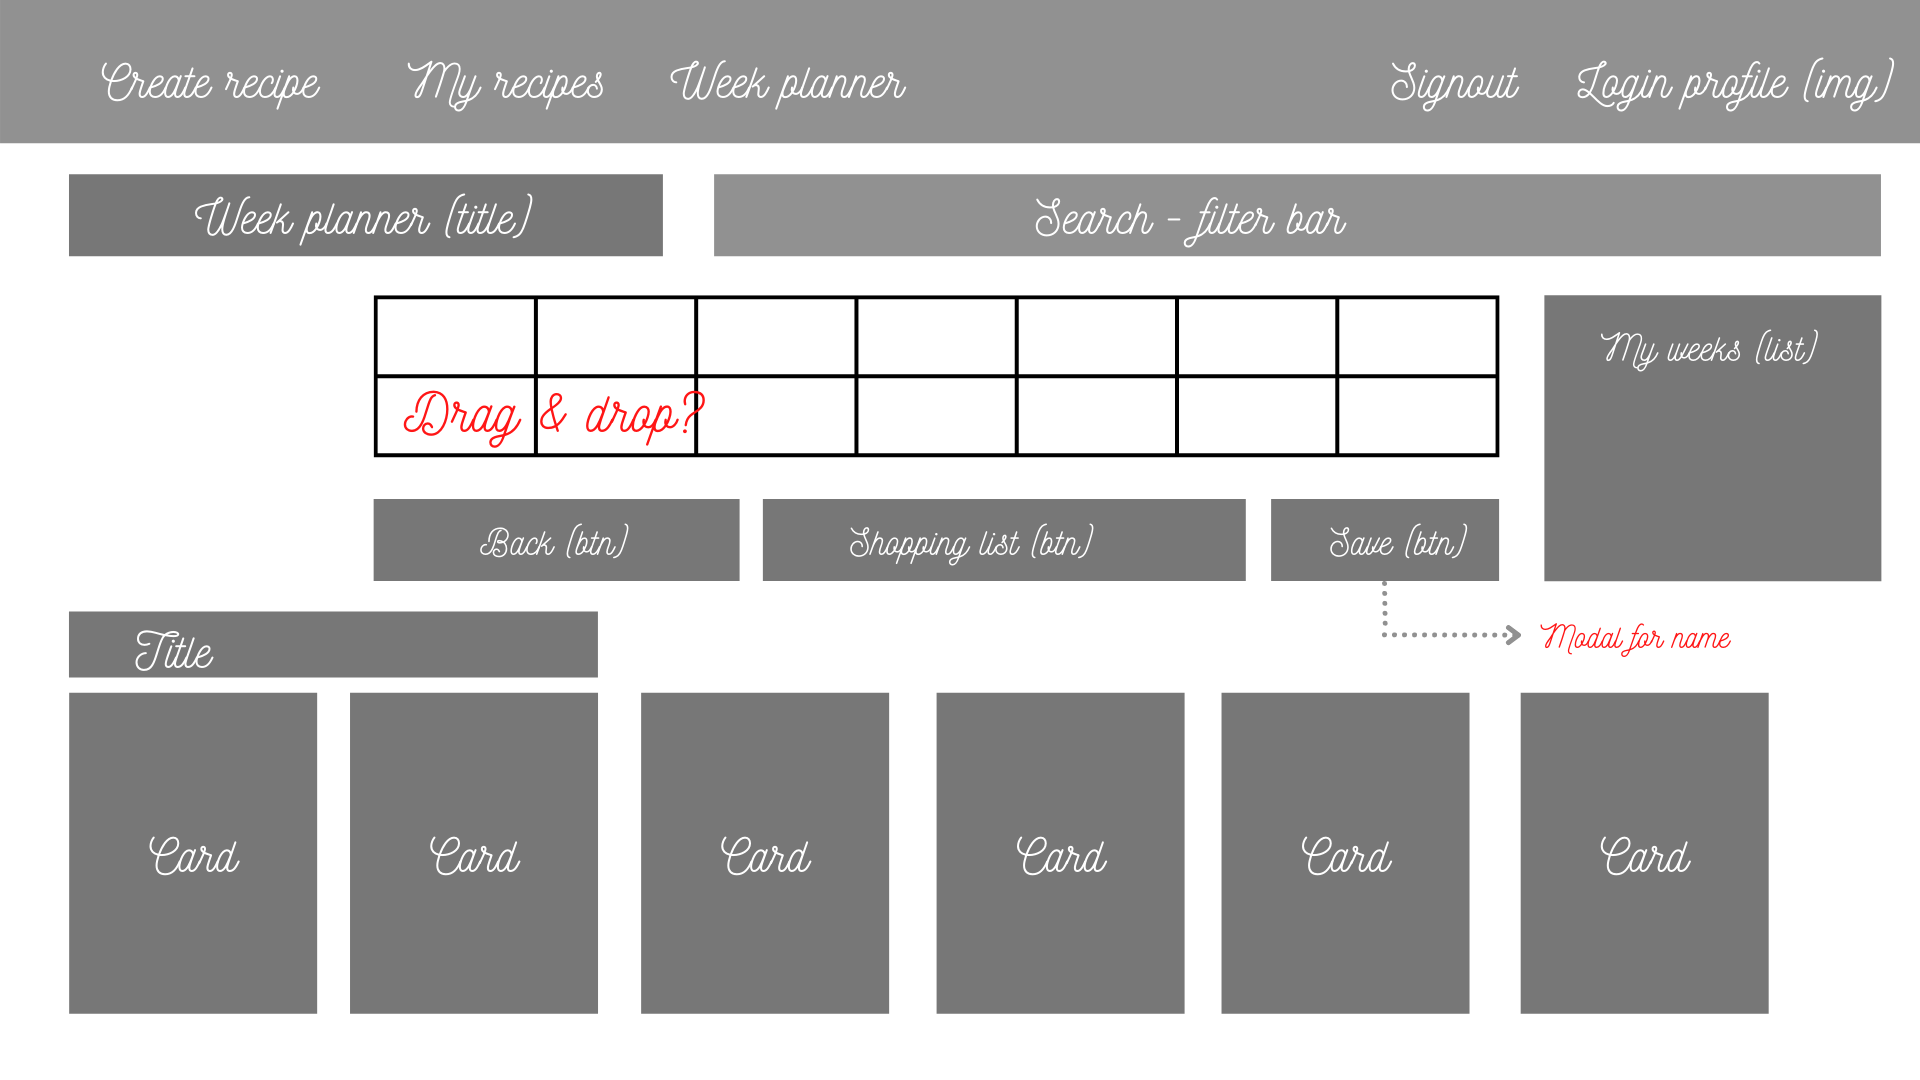 Create recipe
My recipes
Week planner
Signout
Login profile (img)
Week planner (title)
Search - filter bar
My weeks (list)
Drag & drop?
Back (btn)
Shopping list (btn)
Save (btn)
Modal for name
Title
Card
Card
Card
Card
Card
Card